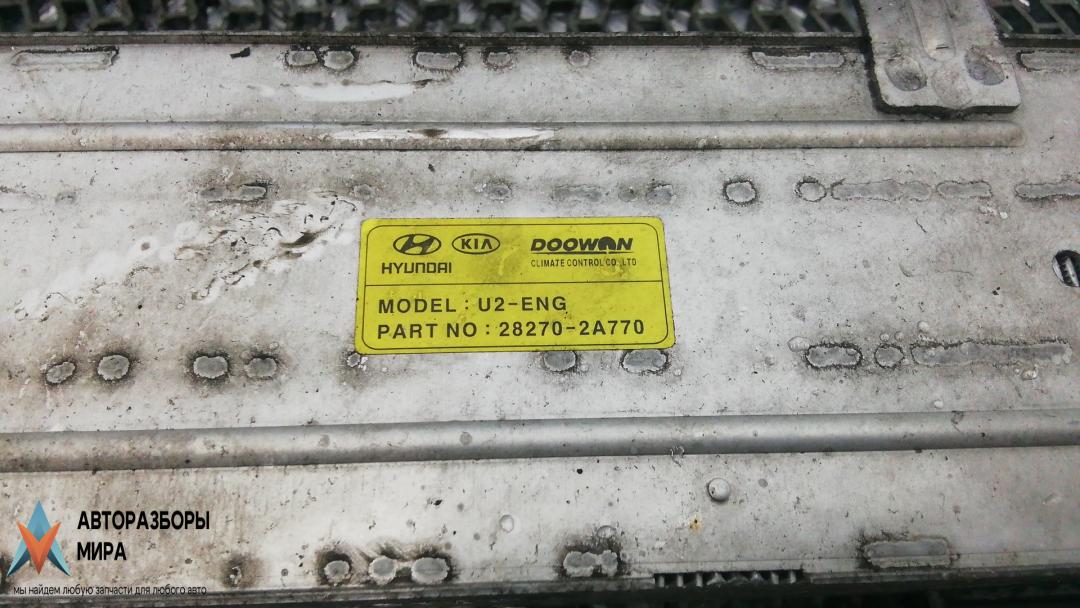 HYUNDAI KIA DOOWON
CLIMATE CONTROL CO., LTD
MODEL : U2-ENG
PART NO : 28270-2A770
АВТОРАЗБОРЫ
МИРА
мы найдем любую запчасти для любого авто